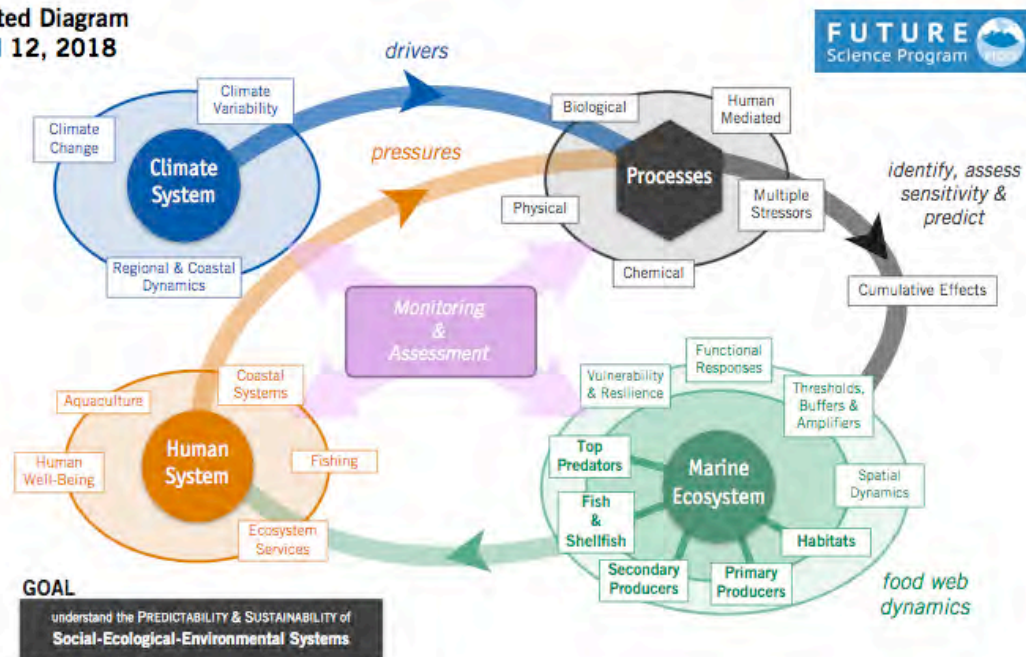 ted Diagram
12, 2018
FUTURE
Science Program
drivers
Climate
Variability
Climate
Change
Climate
System
Regional & Coastal
Dynamics
pressures
Biological
Human
Mediated
Processes
Physical
Multiple
Stressors
Chemical
identify, assess
sensitivity &
predict
Cumulative Effects
Monitoring
&
Assessment
Coastal
Systems
Aquaculture
Human
System
Human
Well-Being
Fishing
Ecosystem
Services
Functional
Responses
Vulnerability
& Resilience
Thresholds,
Buffers &
Amplifiers
Top
Predators
Marine
Ecosystem
Spatial
Dynamics
Fish
&
Shellfish
Habitats
Secondary
Producers
Primary
Producers
food web
dynamics
GOAL
understand the PREDICTABILITY & SUSTAINABILITY of
Social-Ecological-Environmental Systems